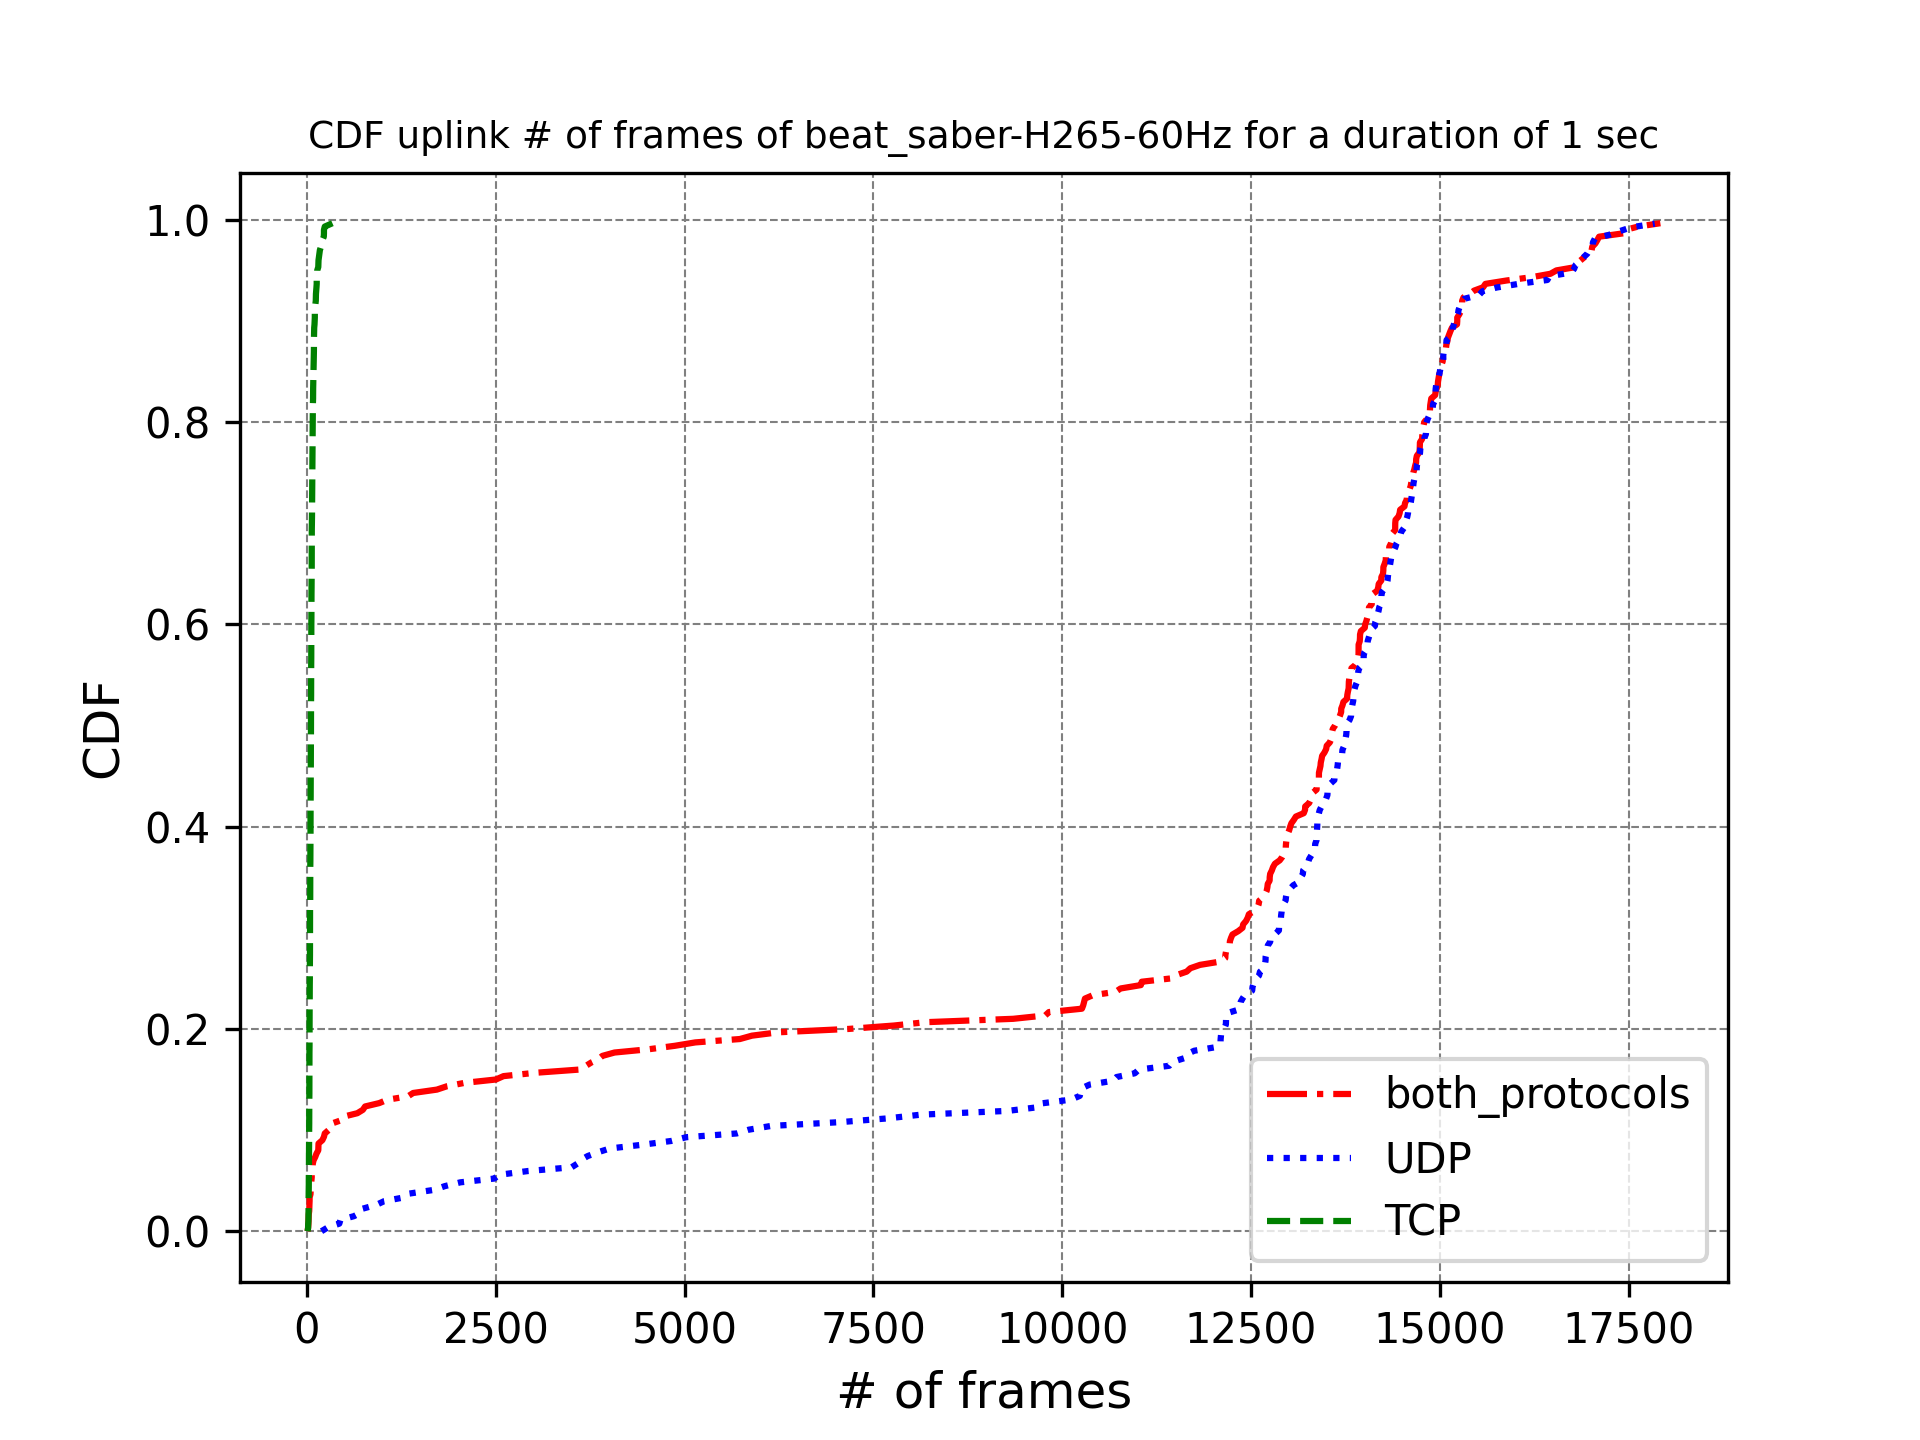 CDF uplink # of frames of beat_saber-H265-60Hz for a duration of 1 sec
1.0
0.8
0.6
0.4
0.2
0.0
CDF
both_protocols
UDP
TCP
0 2500 5000 7500 10000 12500 15000 17500
# of frames